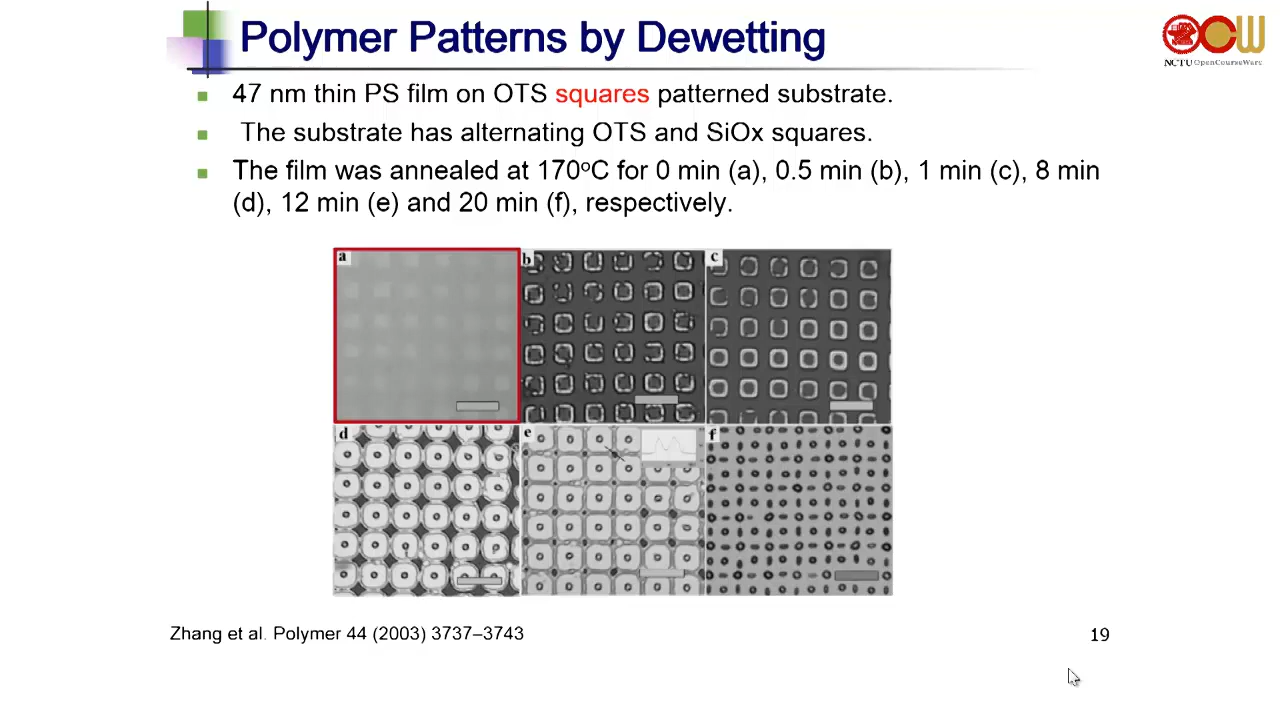 Polymer Patterns by Dewetting
NCTU OpenCourseWare
47 nm thin PS film on OTS squares patterned substrate.
The substrate has alternating OTS and SiOx squares.
The film was annealed at 170oC for 0 min (a), 0.5 min (b), 1 min (c), 8 min
(d), 12 min (e) and 20 min (f), respectively.
a
b
c
d
e
f
Zhang et al. Polymer 44 (2003) 3737–3743
19